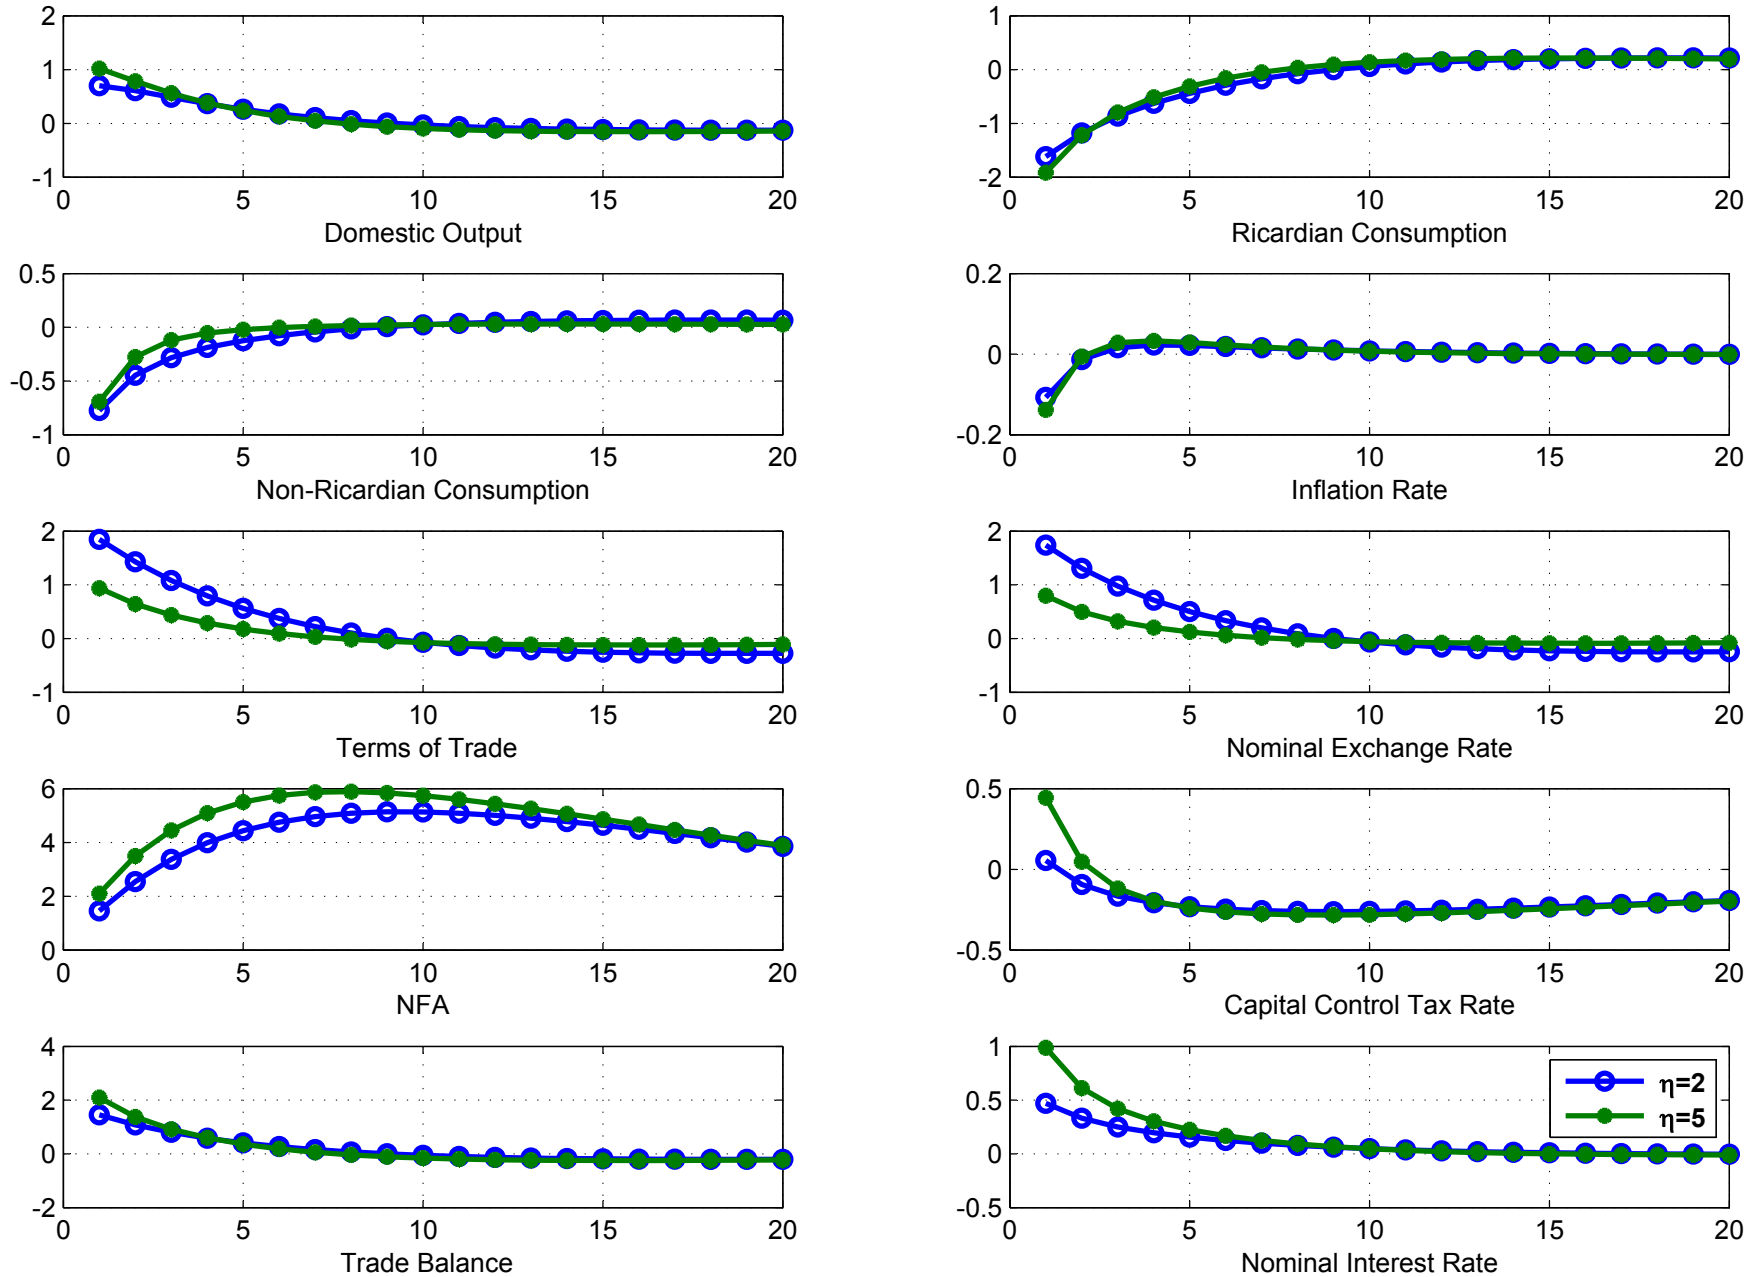 2
1
0
-1
0 5 10 15 20
Domestic Output
1
0
-1
-2
0 5 10 15 20
Ricardian Consumption
0.5
0
-0.5
-1
0 5 10 15 20
Non-Ricardian Consumption
0.2
0
-0.2
0 5 10 15 20
Inflation Rate
2
1
0
-1
0 5 10 15 20
Terms of Trade
2
1
0
-1
0 5 10 15 20
Nominal Exchange Rate
6
4
2
0
0 5 10 15 20
NFA
0.5
0
-0.5
0 5 10 15 20
Capital Control Tax Rate
4
2
0
-2
0 5 10 15 20
Trade Balance
1
0.5
0
-0.5
0 5 10 15 20
Nominal Interest Rate
η=2
η=5